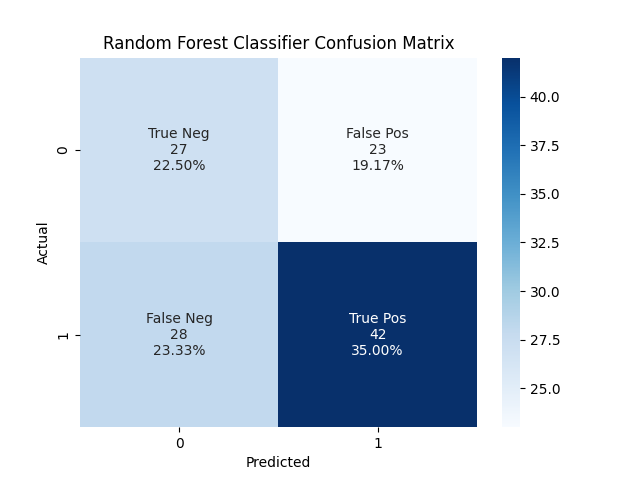 Random Forest Classifier Confusion Matrix
True Neg
27
22.50%
False Pos
23
19.17%
False Neg
28
23.33%
True Pos
42
35.00%
0
1
Actual
0
1
Predicted
40.0
37.5
35.0
32.5
30.0
27.5
25.0